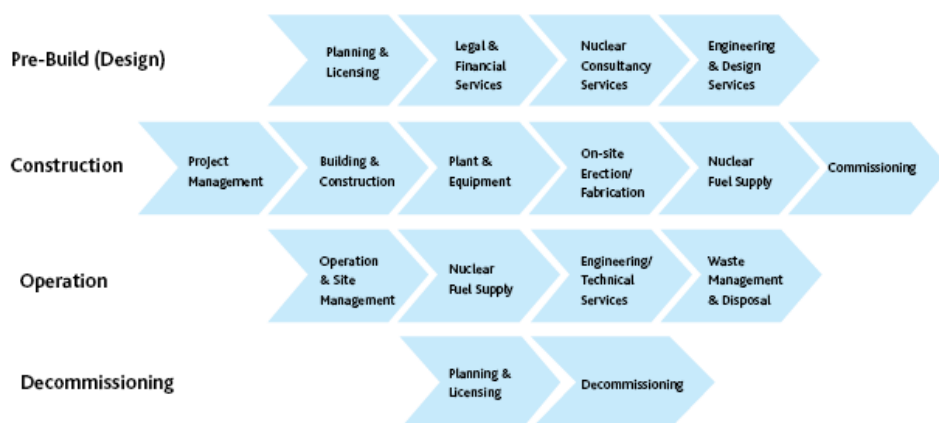 Pre-Build (Design)
Planning &
Licensing
Legal &
Financial
Services
Nuclear
Consultancy
Services
Engineering
& Design
Services
Construction
Project
Management
Building &
Construction
Plant &
Equipment
On-site
Erection/
Fabrication
Nuclear
Fuel Supply
Commissioning
Operation
Operation
& Site
Management
Nuclear
Fuel Supply
Engineering/
Technical
Services
Waste
Management
& Disposal
Decommissioning
Planning &
Licensing
Decommissioning